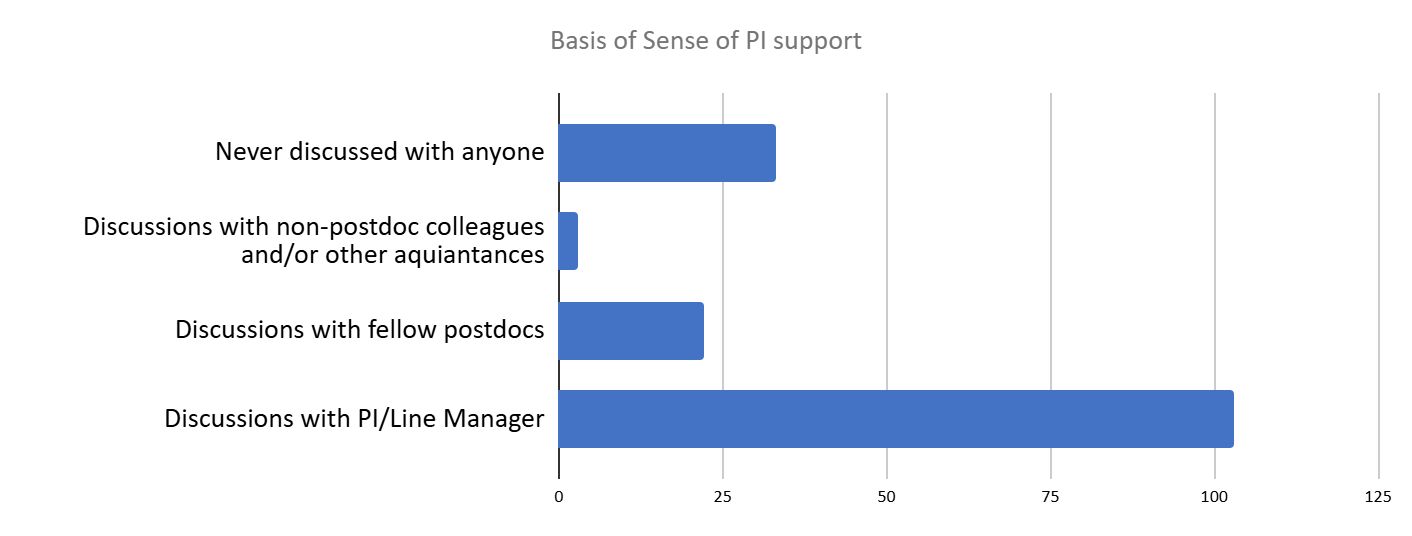 Basis of Sense of PI support
Never discussed with anyone
Discussions with non-postdoc colleagues
and/or other aquiantances
Discussions with fellow postdocs
Discussions with PI/Line Manager
0 25 50 75 100 125